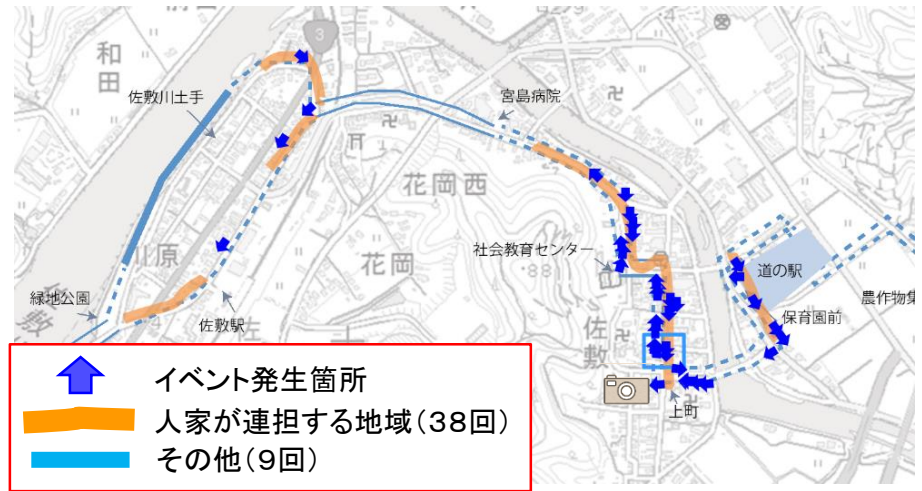 和田
3
佐敷川土手
宮島病院
花岡西
花岡
社会教育センター
・88
道の駅
川原
緑地公園
佐敷駅
佐敷
農作物集
保育園前
上町
イベント発生箇所
人家が連担する地域(38回)
その他(9回)